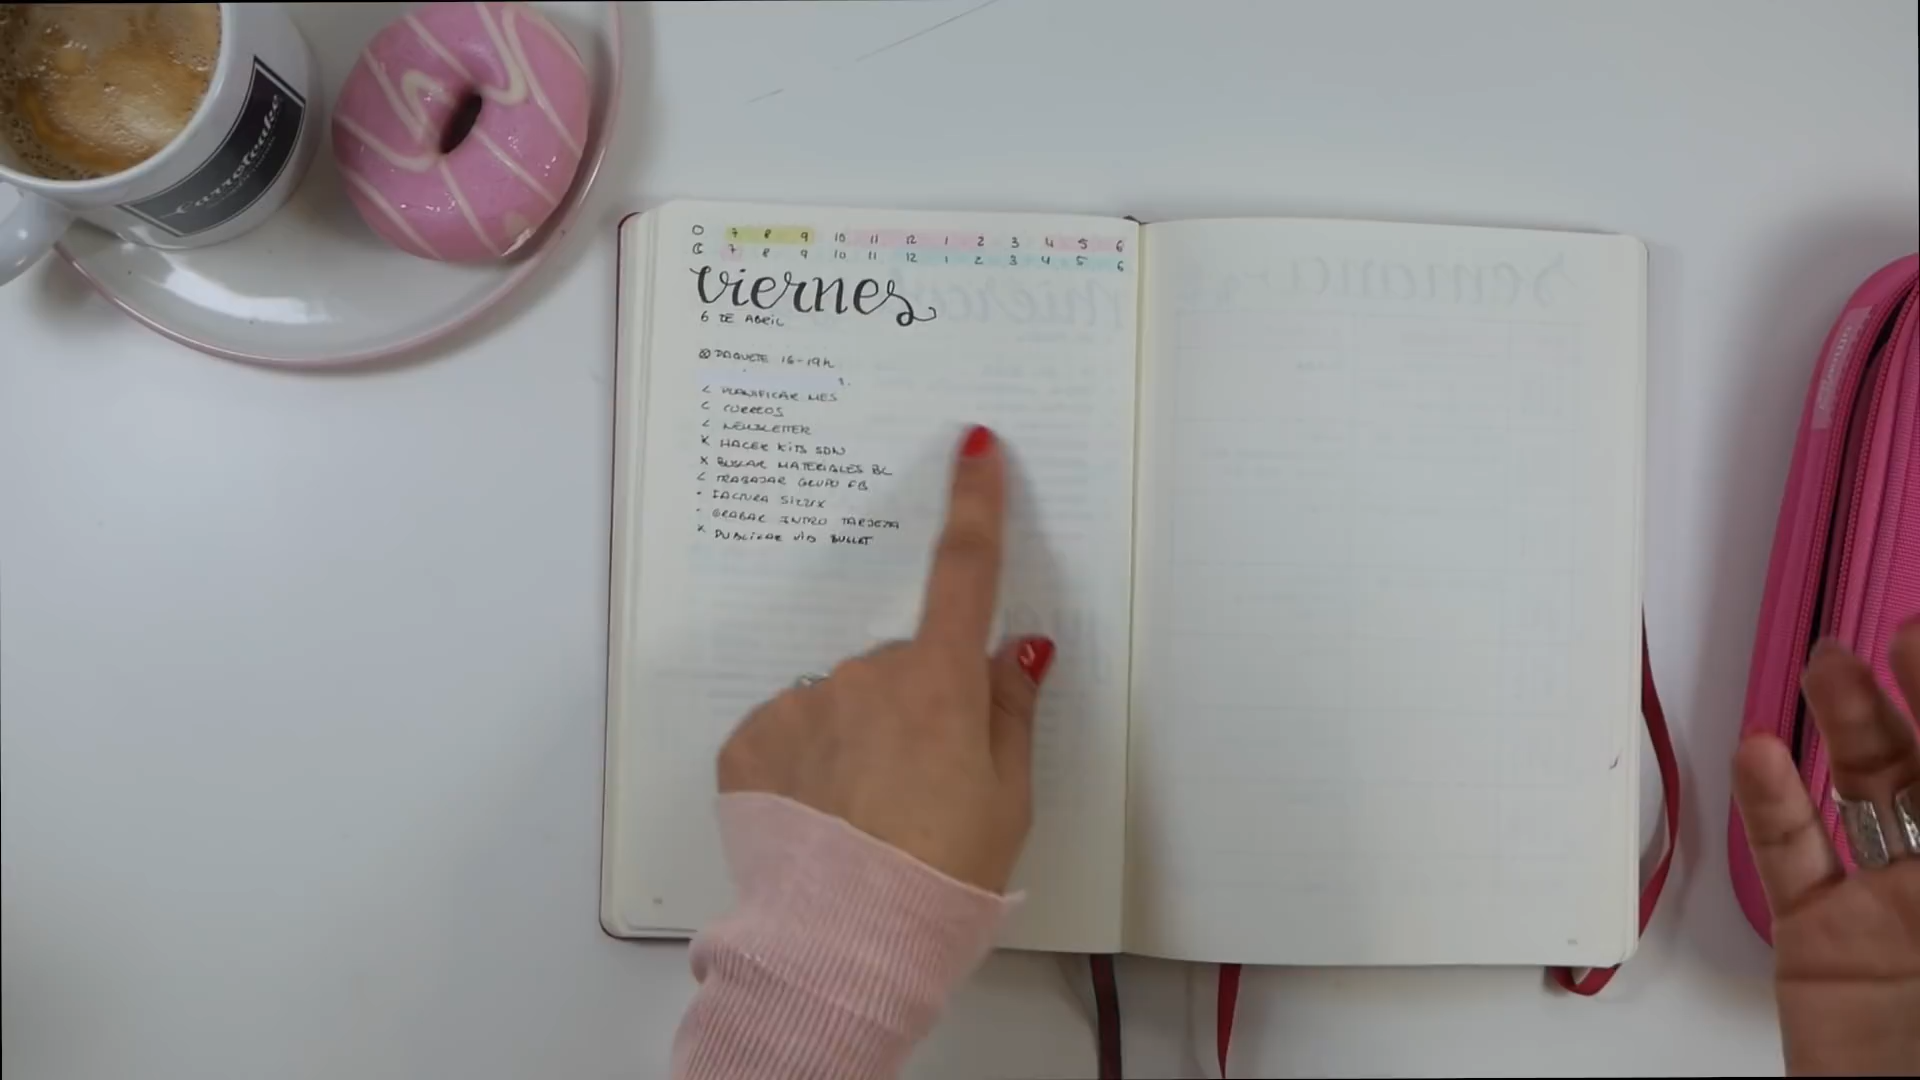 Carrotcake
7 8 9 10 11 12 1 2 3 4 5 6
7 8 9 10 11 12 1 2 3 4 5 6
viernes
6 DE ABRIL
PAQUETE 16-19h.
< PLANIFICAR MES
< CORREOS
< NEWSLETTER
X HACER KITS SDN
X BUSCAR MATERIALES BC
< TRABAJAR GRUPO FB
- FACTURA SIZZIX
- GRABAR INTRO TARJETA
X PUBLICAR VID BULLET